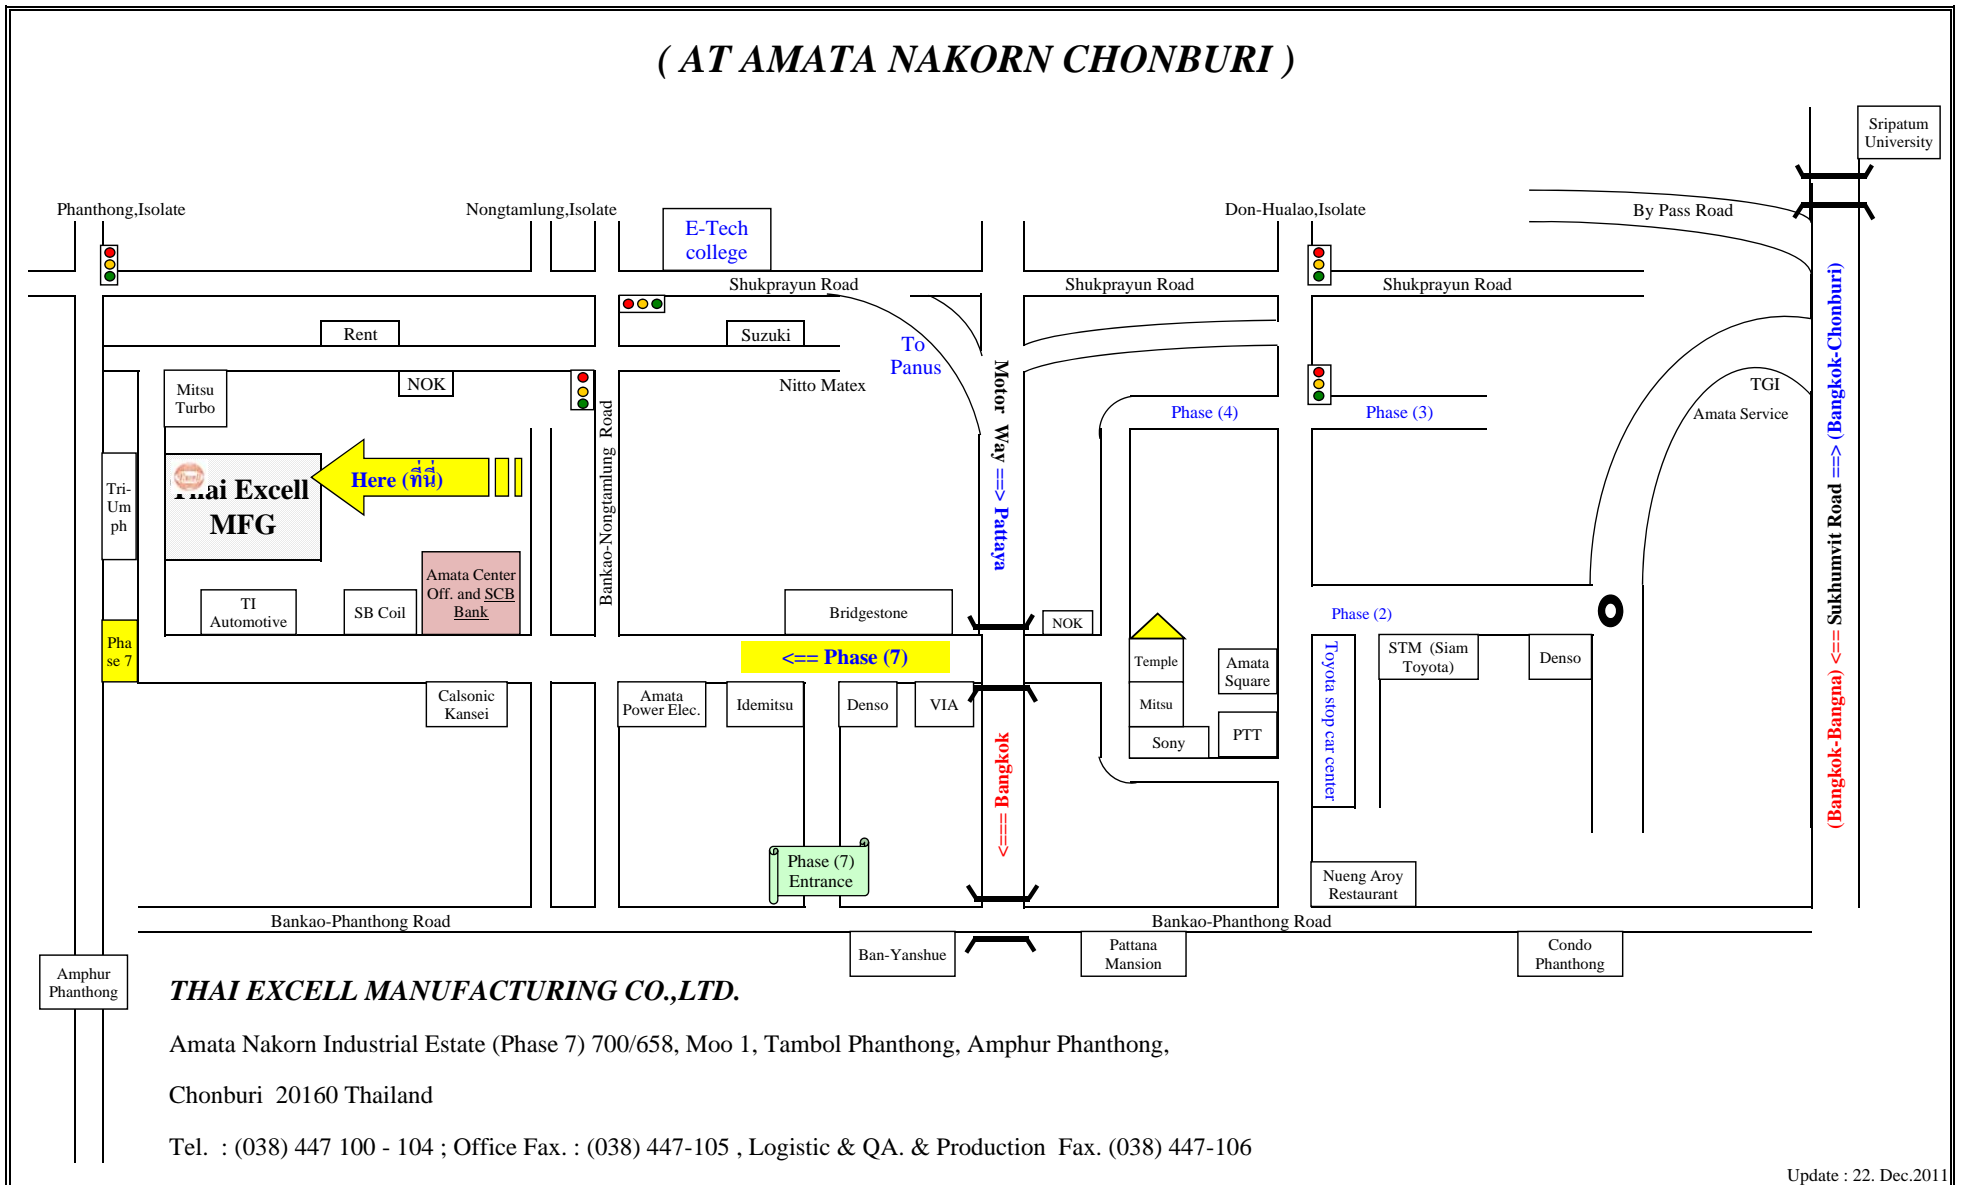 ( AT AMATA NAKORN CHONBURI )
Sripatum
University
Phanthong,Isolate
Nongtamlung,Isolate
Don-Hualao,Isolate
By Pass Road
E-Tech
college
Shukprayun Road
Shukprayun Road
Shukprayun Road
Rent
Suzuki
To
Panus
Mitsu
Turbo
NOK
Nitto Matex
Motor Way ==> Pattaya
Phase (4)
Phase (3)
TGI
Amata Service
(Bangkok-Bangna) <== Sukhumvit Road ==> (Bangkok-Chonburi)
Bankao-Nongtamlung Road
Tri-
Um
ph
Excell
Thai Excell
MFG
Here (ที่นี่)
Amata Center
Off. and SCB
Bank
TI
Automotive
SB Coil
Bridgestone
NOK
Phase (2)
Pha
se 7
<== Phase (7)
Temple
Amata
Square
Toyota stop car center
STM (Siam
Toyota)
Denso
Calsonic
Kansei
Amata
Power Elec.
Idemitsu
Denso
VIA
Mitsu
Sony
PTT
<==== Bangkok
Phase (7)
Entrance
Nueng Aroy
Restaurant
Bankao-Phanthong Road
Bankao-Phanthong Road
Ban-Yanshue
Pattana
Mansion
Condo
Phanthong
Amphur
Phanthong
THAI EXCELL MANUFACTURING CO.,LTD.
Amata Nakorn Industrial Estate (Phase 7) 700/658, Moo 1, Tambol Phanthong, Amphur Phanthong,
Chonburi 20160 Thailand
Tel. : (038) 447 100 - 104 ; Office Fax. : (038) 447-105 , Logistic & QA. & Production Fax. (038) 447-106
Update : 22. Dec.2011